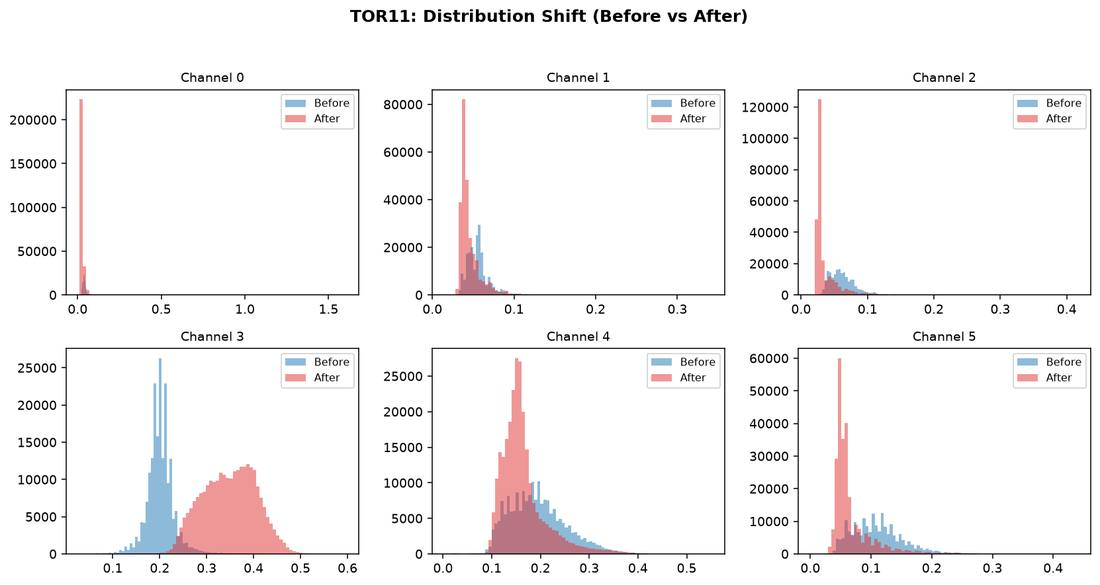 TOR11: Distribution Shift (Before vs After)
Channel 0
Before
After
200000
150000
100000
50000
0
0.0 0.5 1.0 1.5
Channel 1
Before
After
80000
60000
40000
20000
0
0.0 0.1 0.2 0.3
Channel 2
Before
After
120000
100000
80000
60000
40000
20000
0
0.0 0.1 0.2 0.3 0.4
Channel 3
Before
After
25000
20000
15000
10000
5000
0
0.1 0.2 0.3 0.4 0.5 0.6
Channel 4
Before
After
25000
20000
15000
10000
5000
0
0.0 0.1 0.2 0.3 0.4 0.5
Channel 5
Before
After
60000
50000
40000
30000
20000
10000
0
0.0 0.1 0.2 0.3 0.4